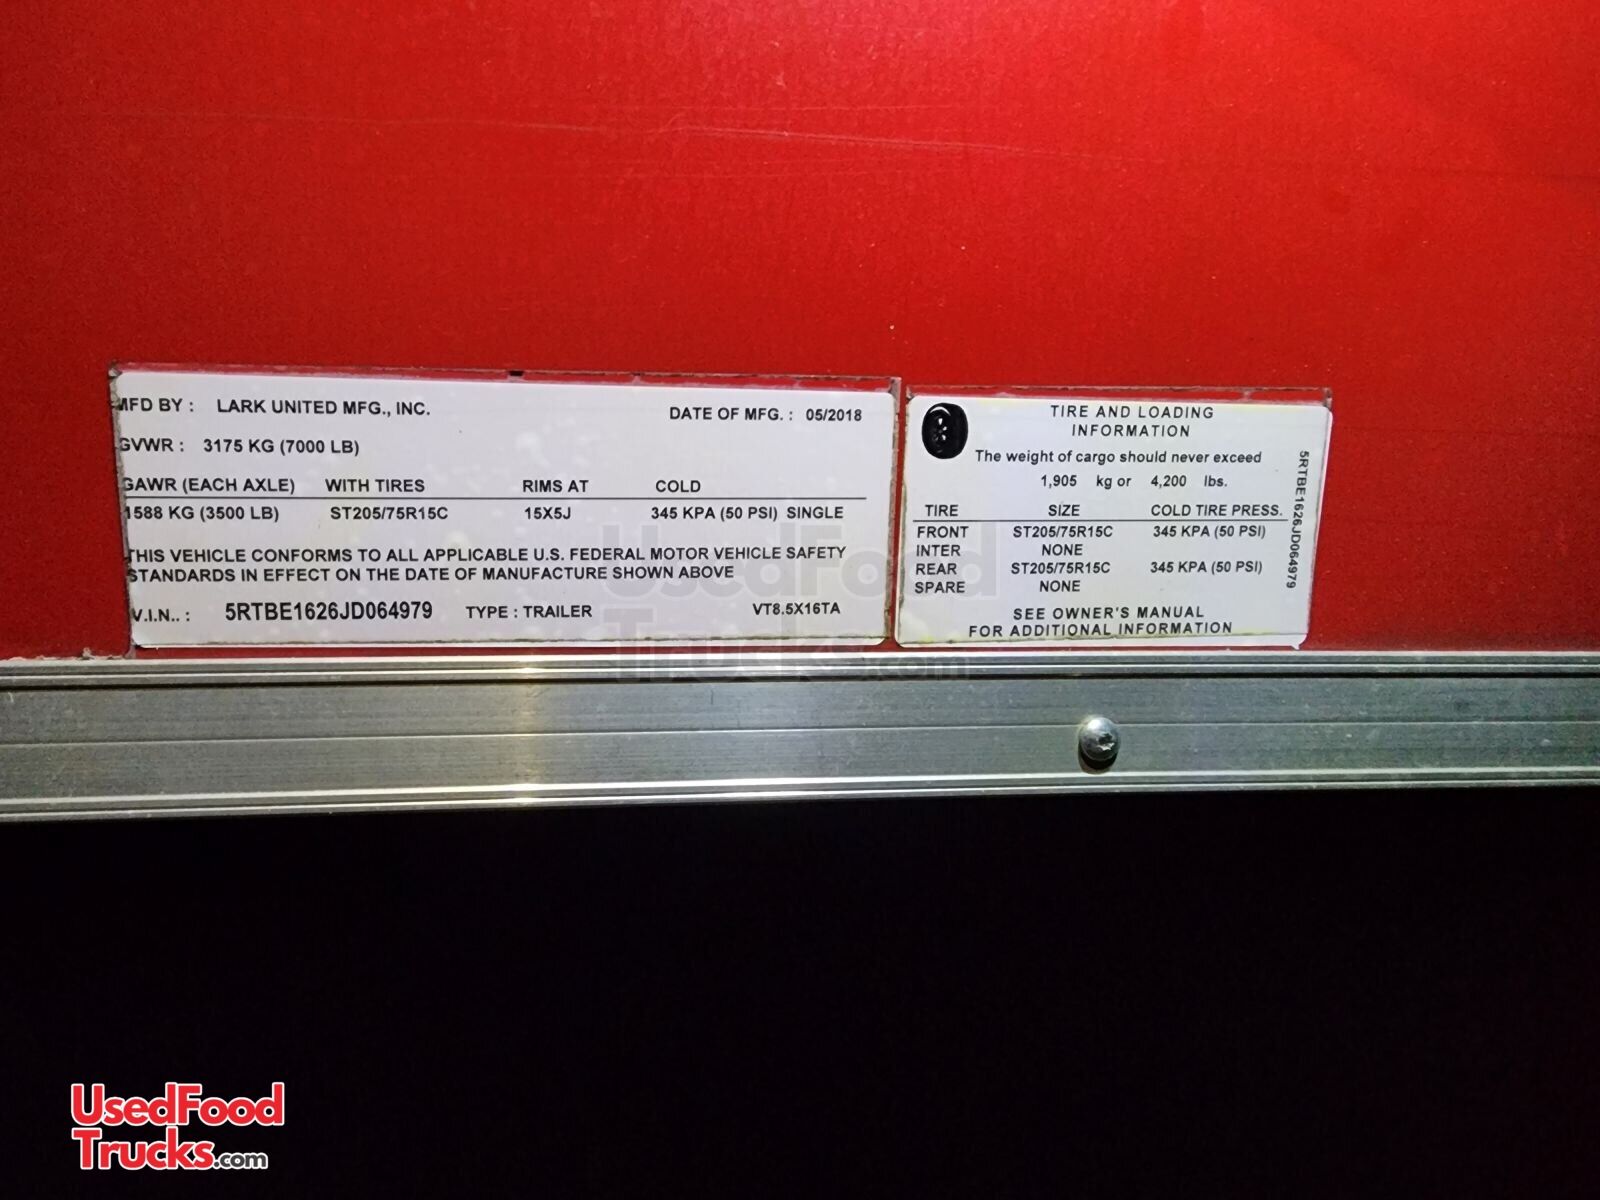 MFD BY : LARK UNITED MFG., INC. DATE OF MFG. : 05/2018
GVWR : 3175 KG (7000 LB)
GAWR (EACH AXLE) WITH TIRES RIMS AT COLD
1588 KG (3500 LB) ST205/75R15C 15X5J 345 KPA (50 PSI) SINGLE
THIS VEHICLE CONFORMS TO ALL APPLICABLE U.S. FEDERAL MOTOR VEHICLE SAFETY
STANDARDS IN EFFECT ON THE DATE OF MANUFACTURE SHOWN ABOVE
V.I.N.. : 5RTBE1626JD064979 TYPE : TRAILER VT8.5X16TA
TIRE AND LOADING
INFORMATION
The weight of cargo should never exceed
1,905 kg or 4,200 lbs.
TIRE SIZE COLD TIRE PRESS.
FRONT ST205/75R15C 345 KPA (50 PSI)
INTER NONE
REAR ST205/75R15C 345 KPA (50 PSI)
SPARE NONE
SEE OWNER'S MANUAL
FOR ADDITIONAL INFORMATION
5RTBE1626JD064979
UsedFood
Trucks.com
UsedFood
Trucks.com